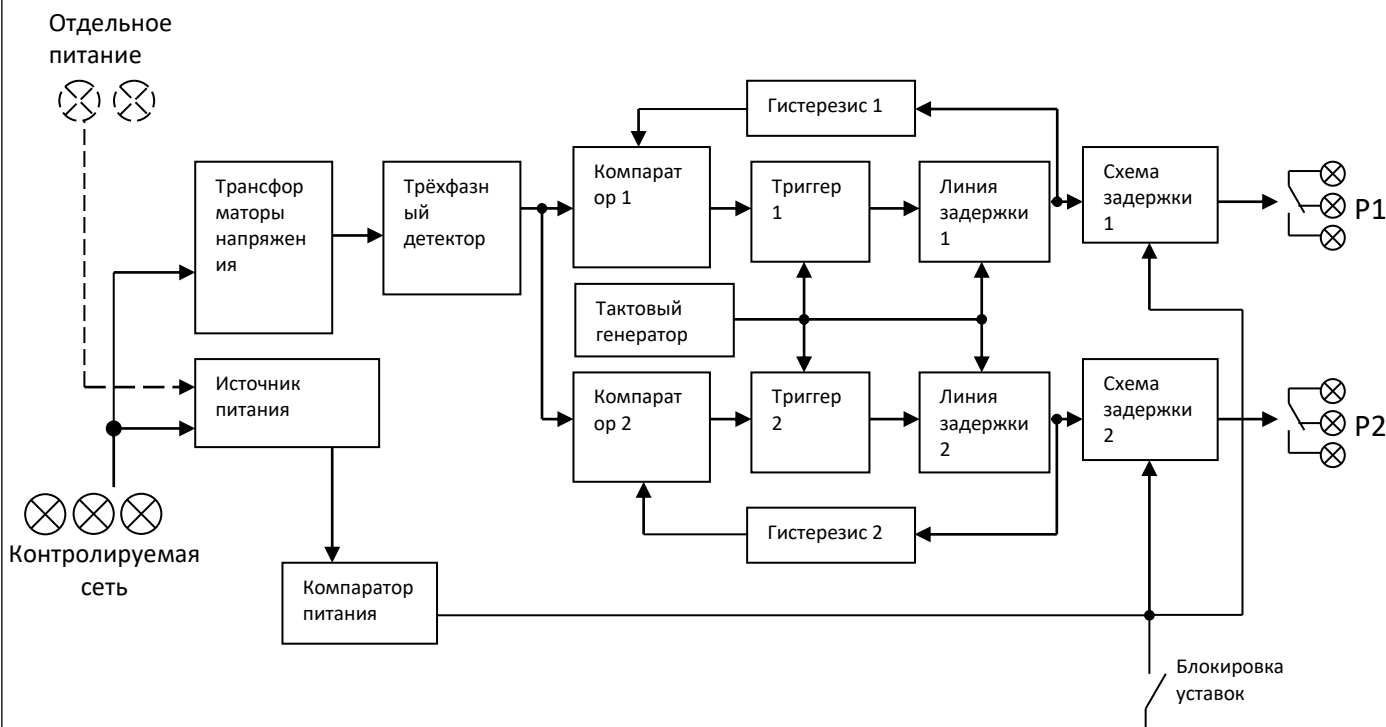 Отдельное
питание
Гистерезис 1
Трансфор
маторы
напряжен
ия
Трёхфазн
ый
детектор
Компарат
ор 1
Триггер
1
Линия
задержки
1
Схема
задержки
1
P1
Тактовый
генератор
Источник
питания
Компарат
ор 2
Триггер
2
Линия
задержки
2
Схема
задержки
2
P2
Гистерезис 2
Контролируемая
сеть
Компаратор
питания
Блокировка
уставок